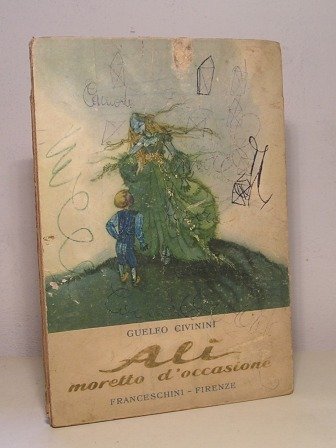 GUELFO CIVININI
Alì
moretto d'occasione
FRANCESCHINI - FIRENZE